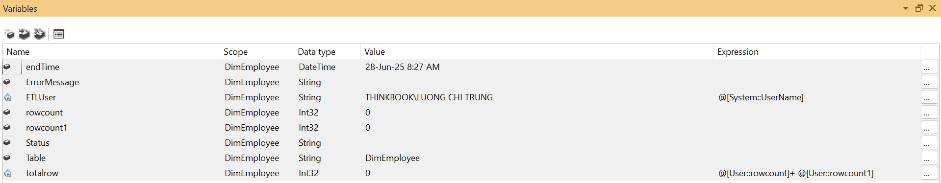 Variables
Name Scope Data type Value Expression
endTime DimEmployee DateTime 28-Jun-25 8:27 AM ...
ErrorMessage DimEmployee String ...
ETLUser DimEmployee String THINKBOOK\LUONG CHI TRUNG @[System::UserName] ...
rowcount DimEmployee Int32 0 ...
rowcount1 DimEmployee Int32 0 ...
Status DimEmployee String ...
Table DimEmployee String DimEmployee ...
totalrow DimEmployee Int32 0 @[User::rowcount]+ @[User::rowcount1] ...